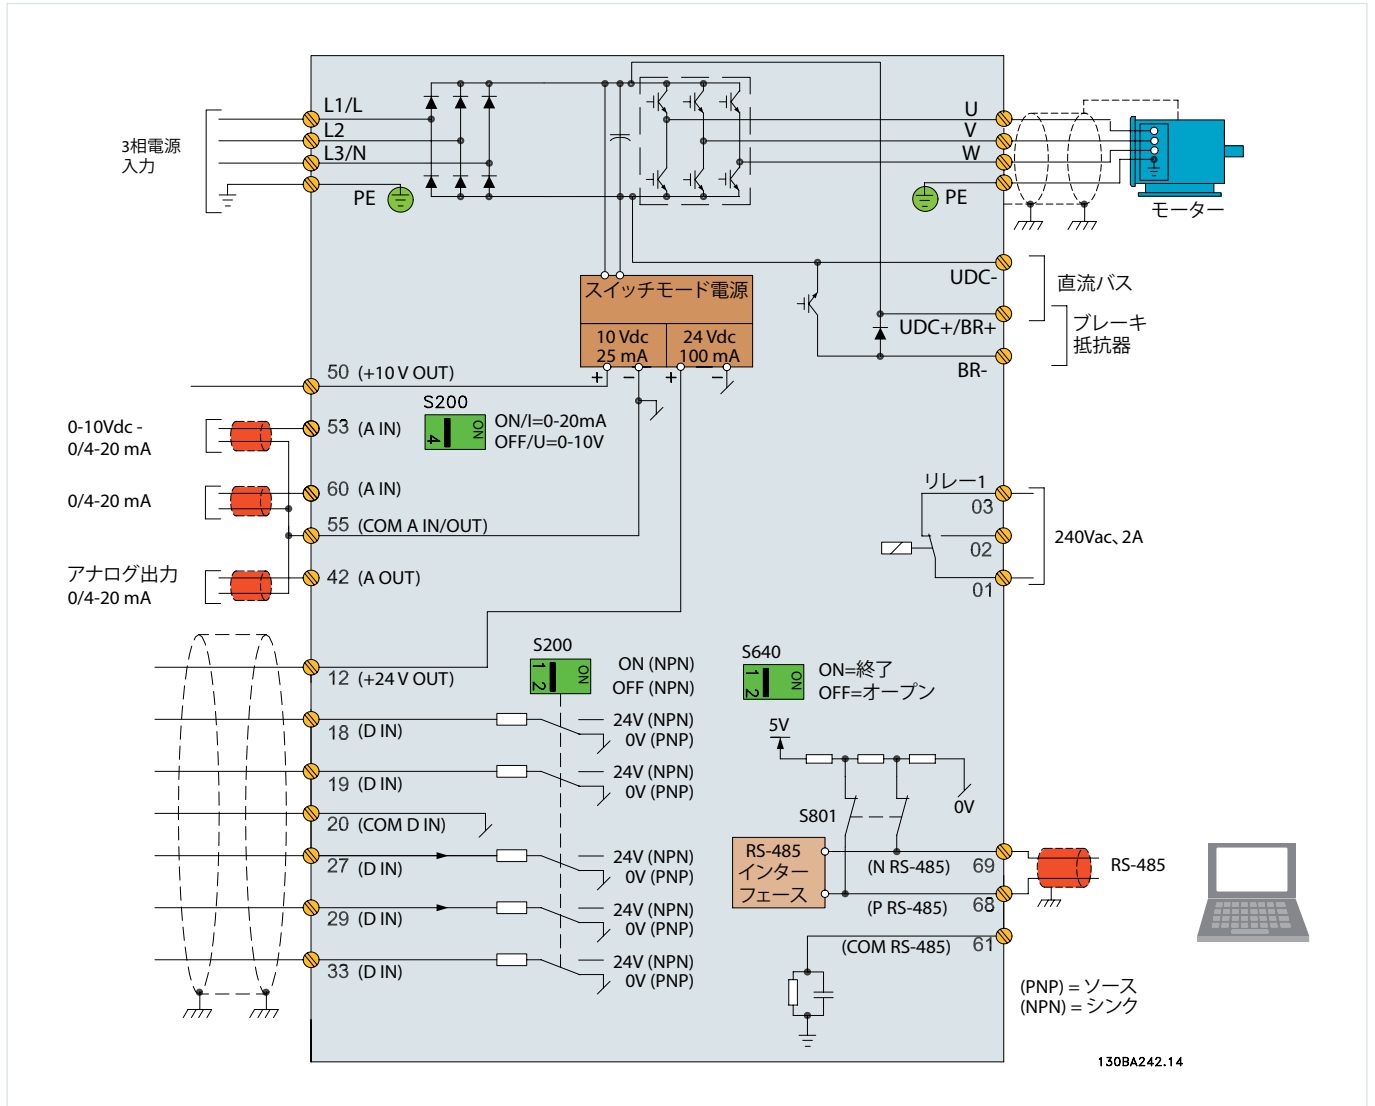 3相電源
入力
L1/L
L2
L3/N
PE
U
V
W
PE
モーター
UDC-
直流バス
UDC+/BR+
ブレーキ
抵抗器
BR-
スイッチモード電源
10 Vdc
25 mA
24 Vdc
100 mA
+
-
+
-
50 (+10 V OUT)
0-10Vdc -
0/4-20 mA
53 (A IN)
S200
4
ON
ON/I=0-20mA
OFF/U=0-10V
0/4-20 mA
60 (A IN)
55 (COM A IN/OUT)
アナログ出力
0/4-20 mA
42 (A OUT)
リレー1
03
02
01
240Vac、2A
12 (+24 V OUT)
S200
1
2
ON
ON (NPN)
OFF (NPN)
S640
1
2
ON
ON=終了
OFF=オープン
18 (D IN)
24V (NPN)
0V (PNP)
19 (D IN)
24V (NPN)
0V (PNP)
20 (COM D IN)
27 (D IN)
24V (NPN)
0V (PNP)
29 (D IN)
24V (NPN)
0V (PNP)
33 (D IN)
24V (NPN)
0V (PNP)
5V
0V
S801
RS-485
インター
フェース
(N RS-485) 69
(P RS-485) 68
(COM RS-485) 61
RS-485
(PNP) = ソース
(NPN) = シンク
130BA242.14